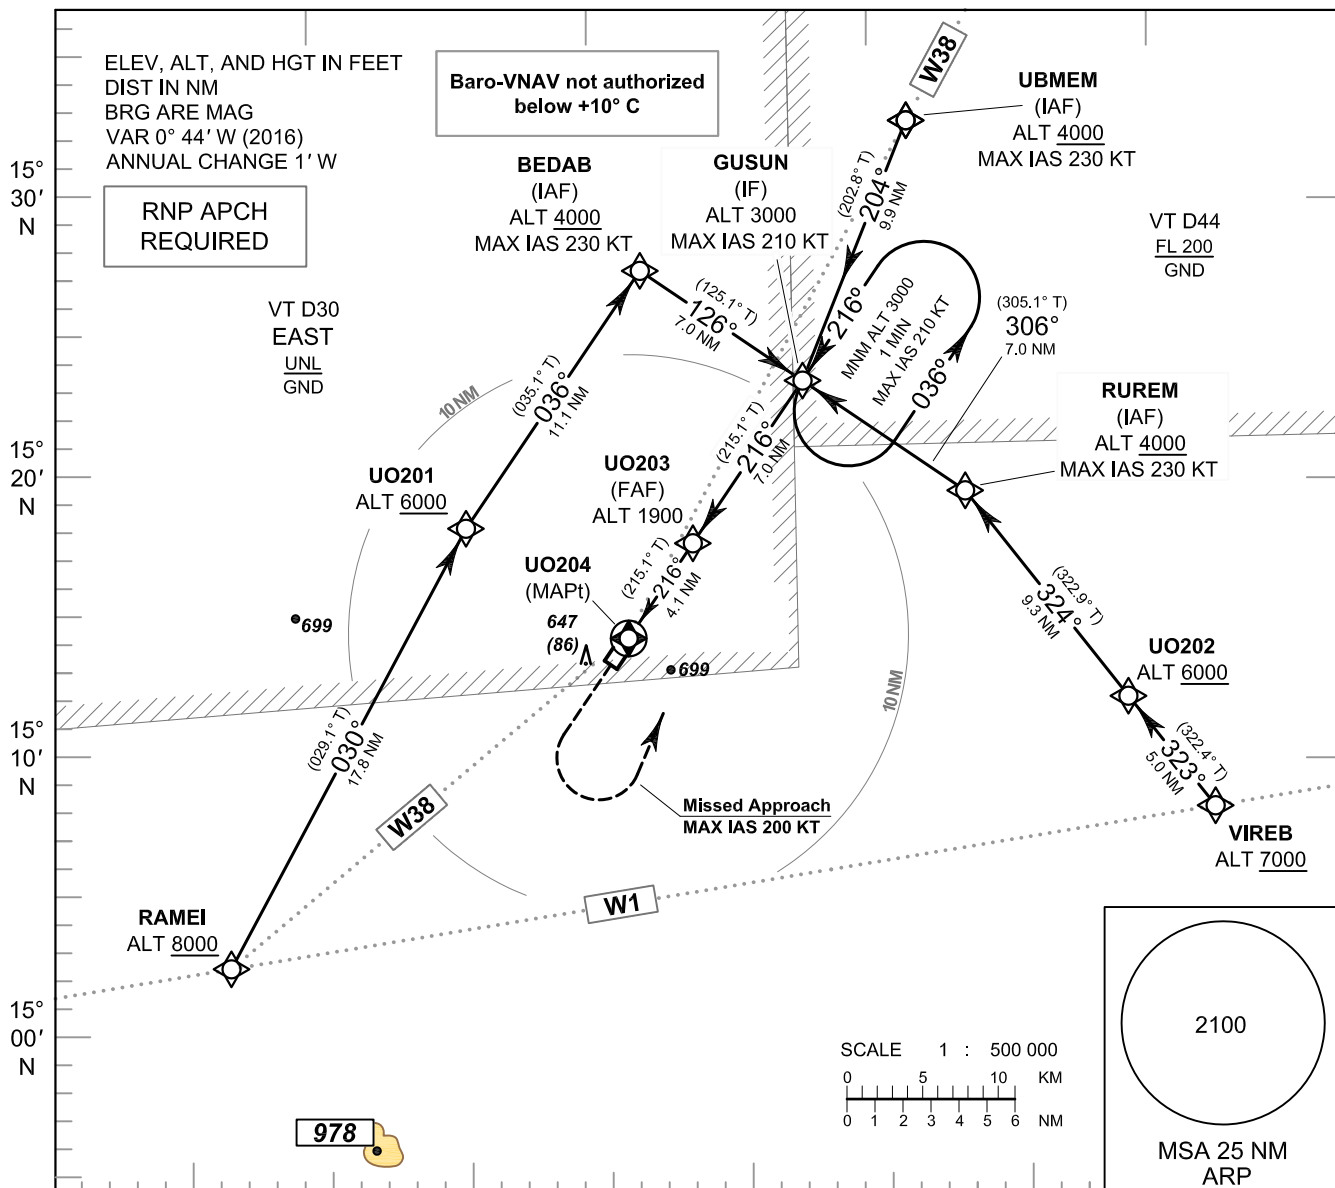 ELEV, ALT, AND HGT IN FEET
DIST IN NM
BRG ARE MAG
VAR 0° 44′ W (2016)
ANNUAL CHANGE 1′ W
RNP APCH
REQUIRED
Baro-VNAV not authorized
below +10° C
W38
UBMEM
(IAF)
ALT 4000
MAX IAS 230 KT
BEDAB
(IAF)
ALT 4000
MAX IAS 230 KT
GUSUN
(IF)
ALT 3000
MAX IAS 210 KT
(202.8° T)
204°
9.9 NM
VT D44
FL 200
GND
15°
30′
N
VT D30
EAST
UNL
GND
(125.1° T)
126°
7.0 NM
216°
MNM ALT 3000
1 MIN
MAX IAS 210 KT
036°
(305.1° T)
306°
7.0 NM
(035.1° T)
036°
11.1 NM
10 NM
RUREM
(IAF)
ALT 4000
MAX IAS 230 KT
(215.1° T)
216°
7.0 NM
15°
20′
N
UO201
ALT 6000
UO203
(FAF)
ALT 1900
UO204
(MAPt)
(215.1° T)
216°
4.1 NM
(322.9° T)
324°
9.3 NM
699
647
(86)
699
UO202
ALT 6000
10 NM
15°
10′
N
(029.1° T)
030°
17.8 NM
(322.4° T)
323°
5.0 NM
W38
Missed Approach
MAX IAS 200 KT
VIREB
ALT 7000
W1
RAMEI
ALT 8000
15°
00′
N
2100
MSA 25 NM
ARP
SCALE 1 : 500 000
0 5 10 KM
0 1 2 3 4 5 6 NM
978